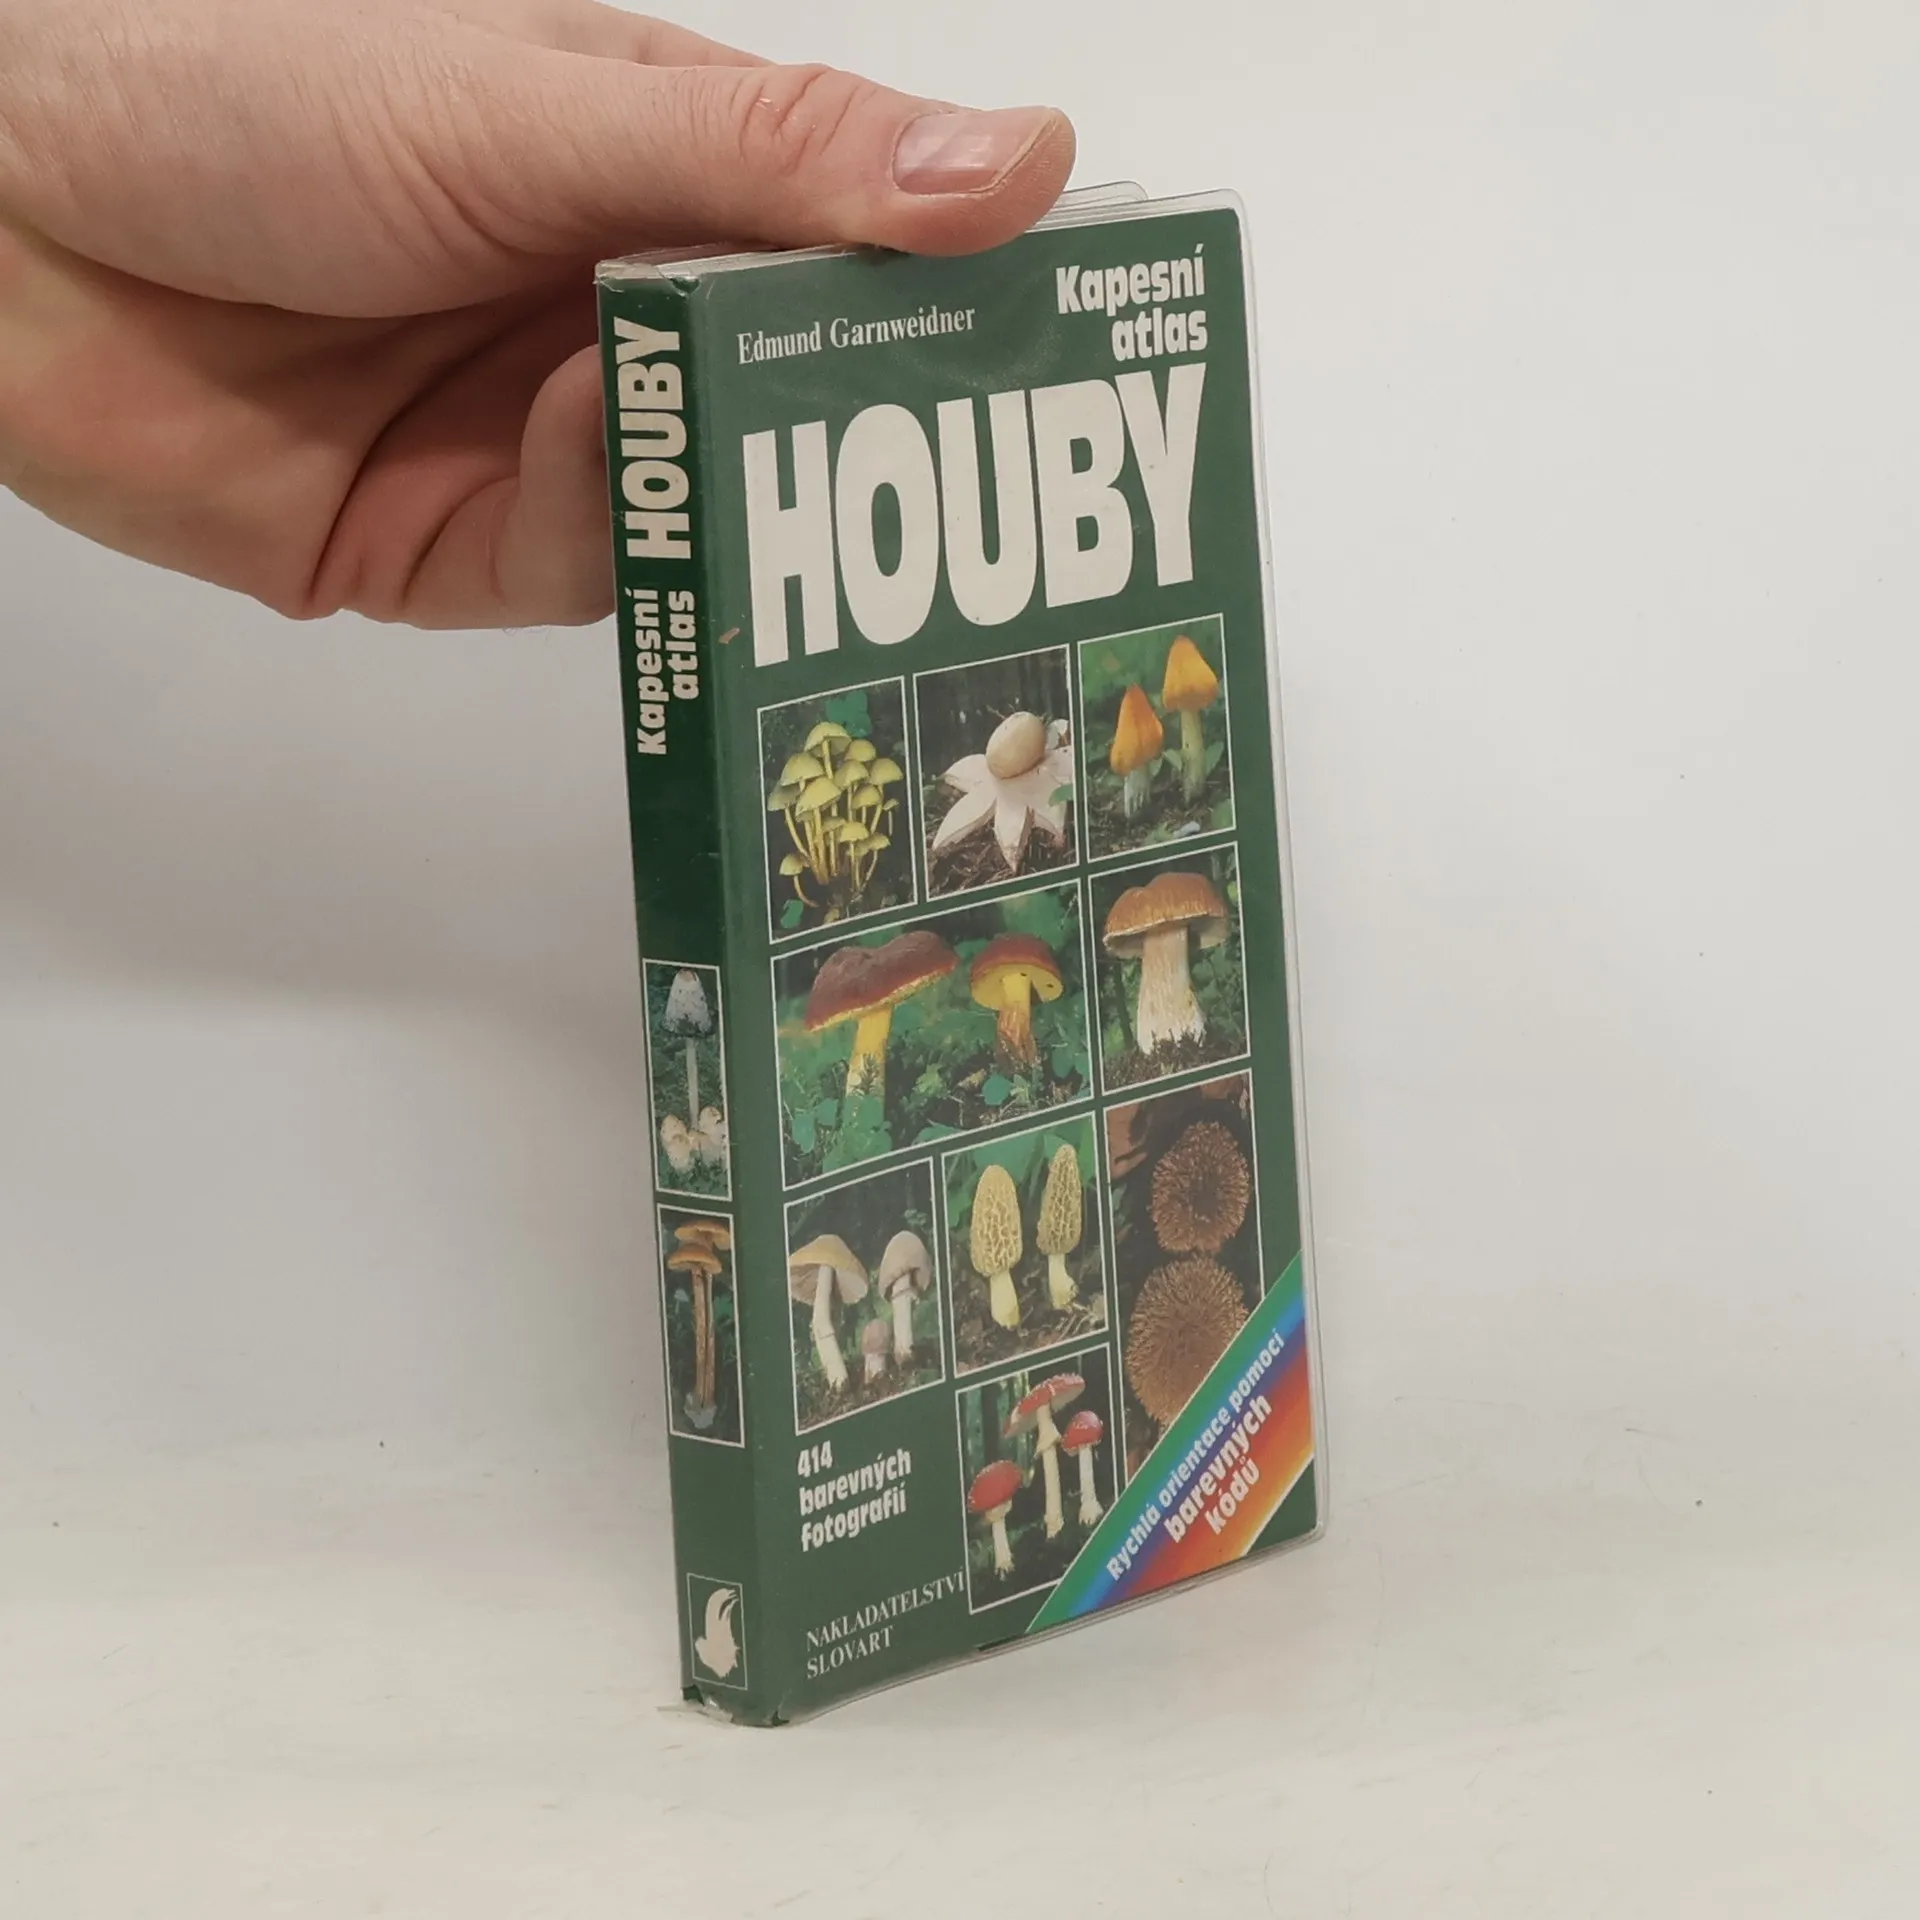 Kapesní
atlas
HOUBY
Edmund Garnweidner
Kapesní
atlas
HOUBY
414
barevných
fotografií
NAKLADATELSTVÍ
SLOVART
Rychlá orientace pomocí
barevných
kódů